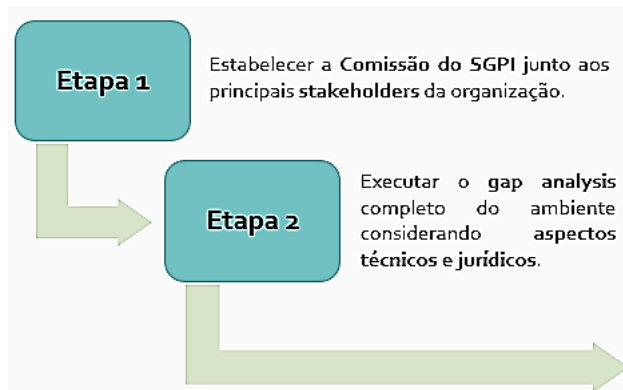 Etapa 1
Estabelecer a Comissão do SGPI junto aos
principais stakeholders da organização.
Etapa 2
Executar o gap analysis
completo do ambiente
considerando aspectos
técnicos e jurídicos.